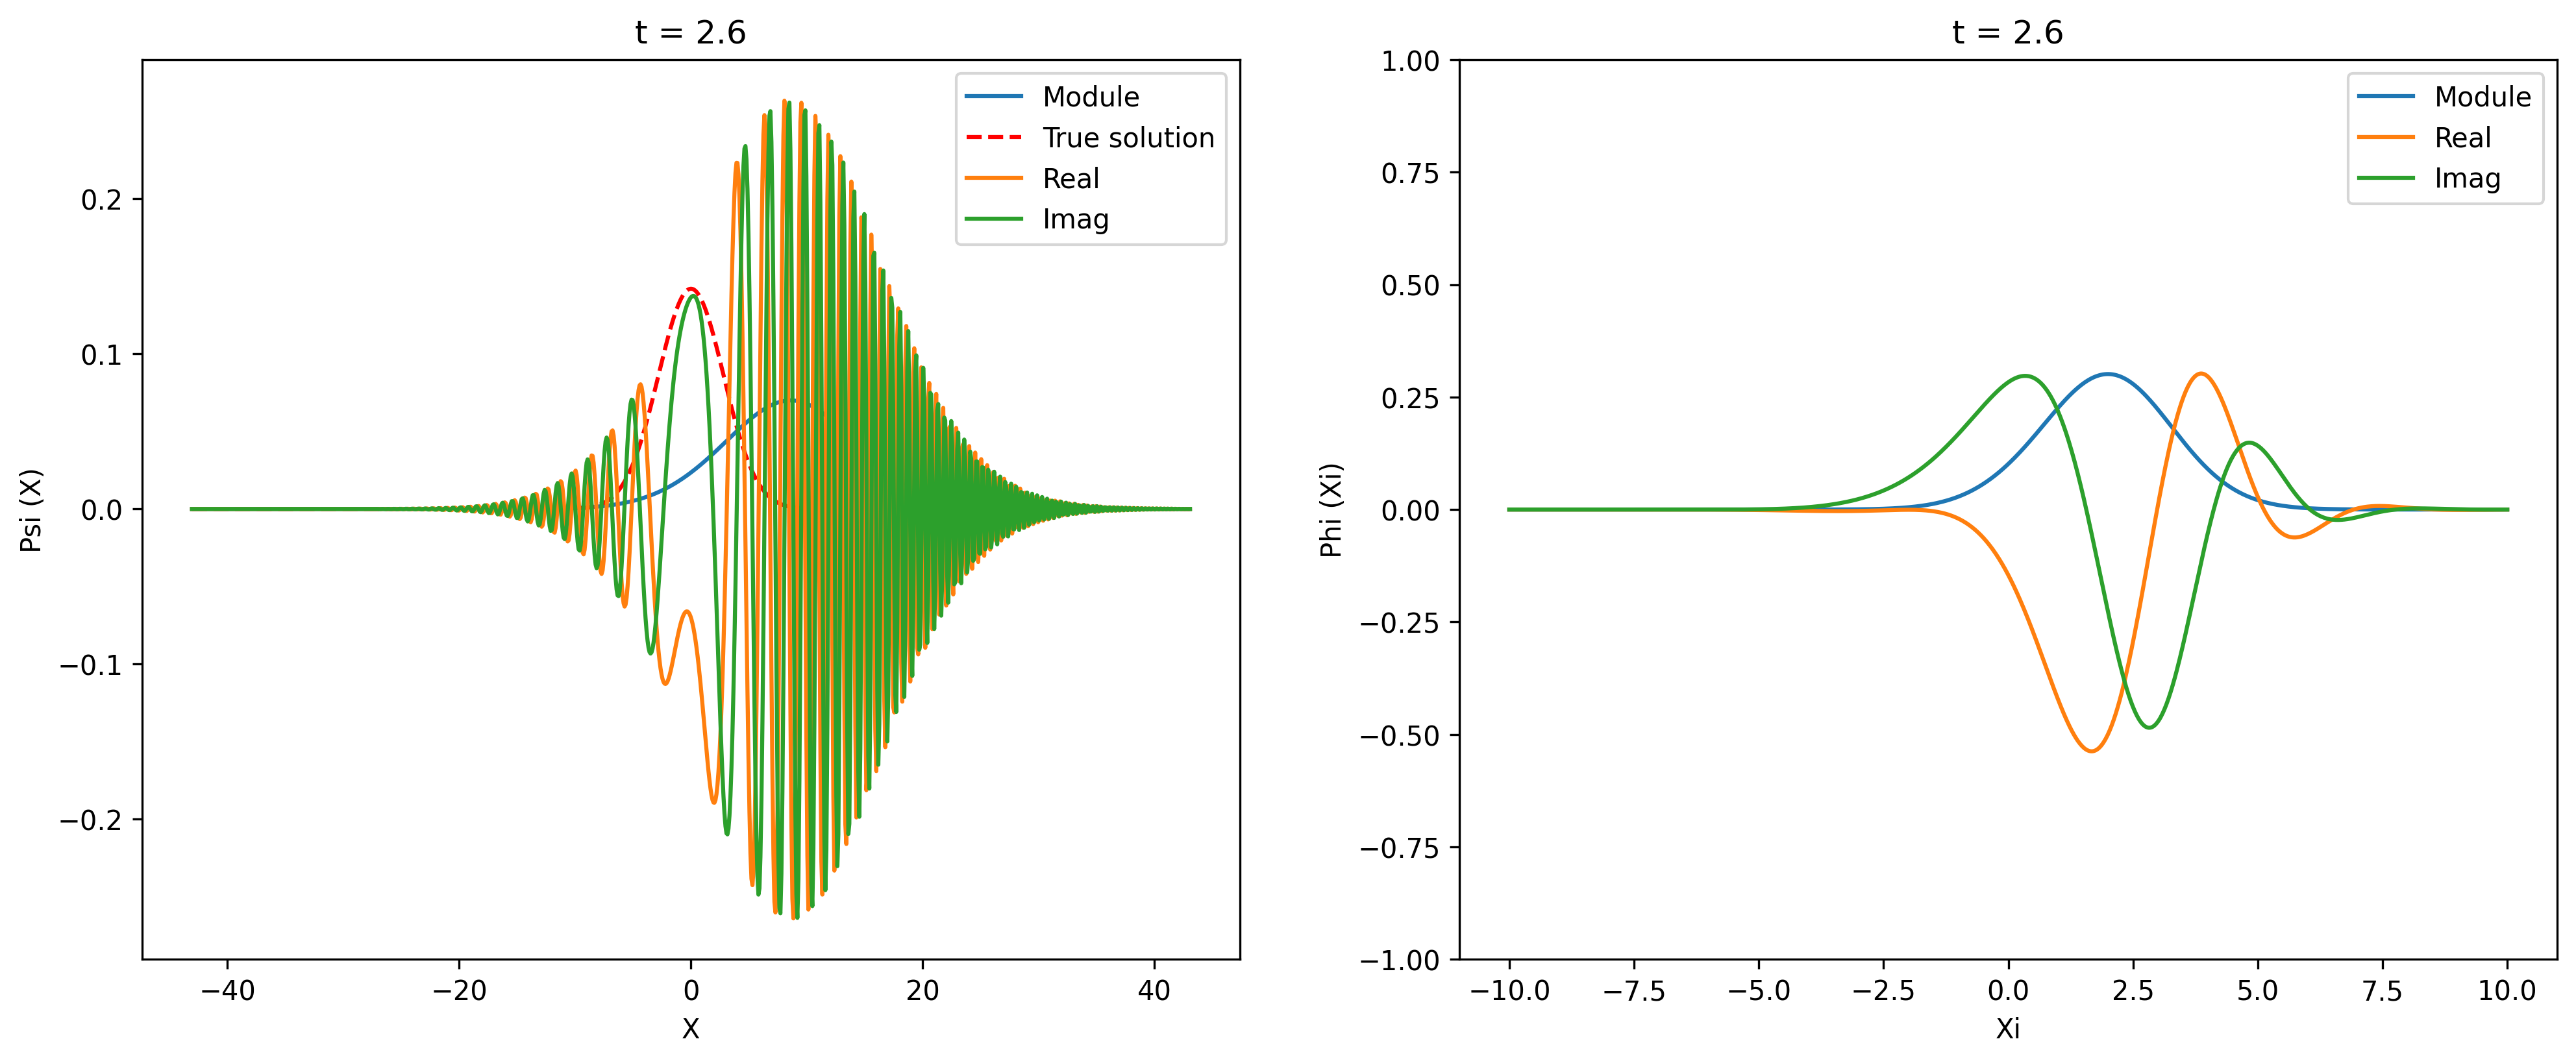 t = 2.6
Module
True solution
Real
Imag
0.2
0.1
0.0
−0.1
−0.2
Psi (X)
−40
−20
0
20
40
X
t = 2.6
Module
Real
Imag
1.00
0.75
0.50
0.25
0.00
−0.25
−0.50
−0.75
−1.00
Phi (Xi)
−10.0
−7.5
−5.0
−2.5
0.0
2.5
5.0
7.5
10.0
Xi